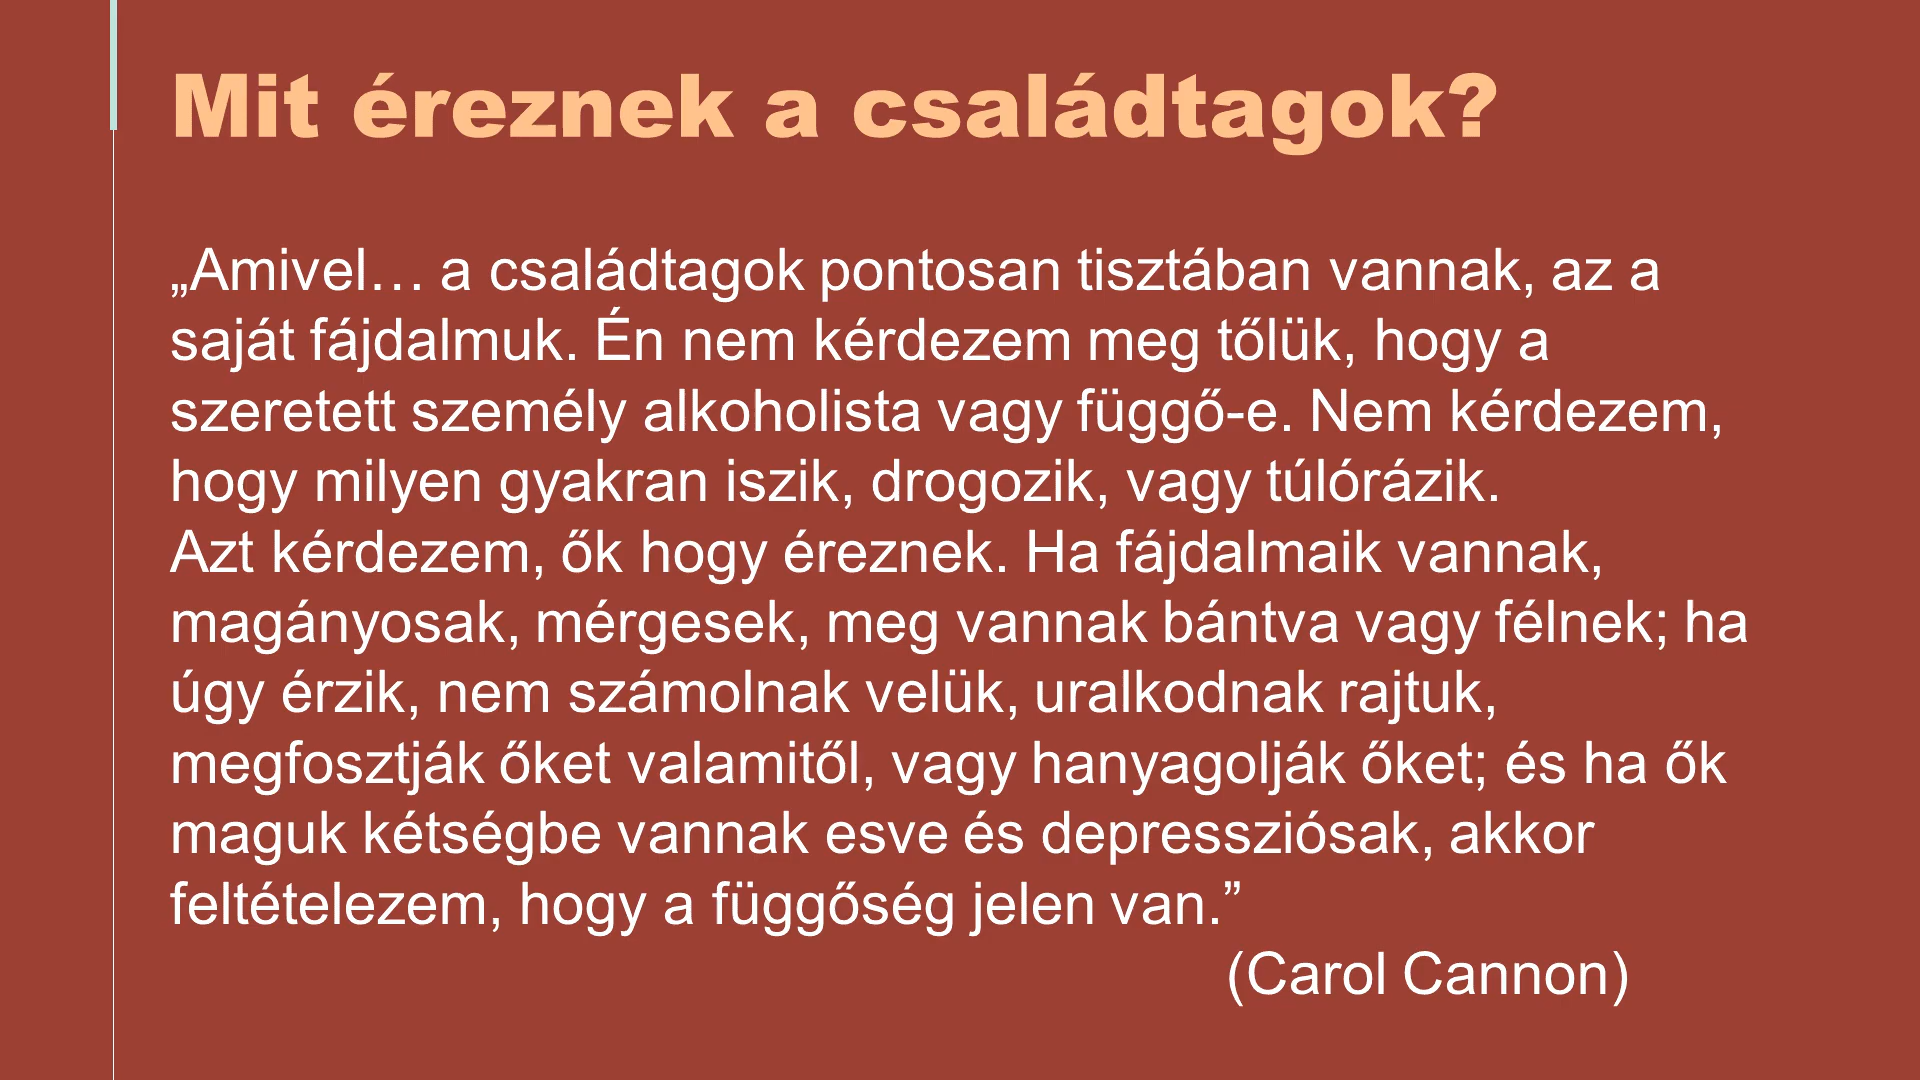 Mit éreznek a családtagok?
„Amivel… a családtagok pontosan tisztában vannak, az a
saját fájdalmuk. Én nem kérdezem meg tőlük, hogy a
szeretett személy alkoholista vagy függő-e. Nem kérdezem,
hogy milyen gyakran iszik, drogozik, vagy túlórázik.
Azt kérdezem, ők hogy éreznek. Ha fájdalmaik vannak,
magányosak, mérgesek, meg vannak bántva vagy félnek; ha
úgy érzik, nem számolnak velük, uralkodnak rajtuk,
megfosztják őket valamitől, vagy hanyagolják őket; és ha ők
maguk kétségbe vannak esve és depressziósak, akkor
feltételezem, hogy a függőség jelen van.”
(Carol Cannon)